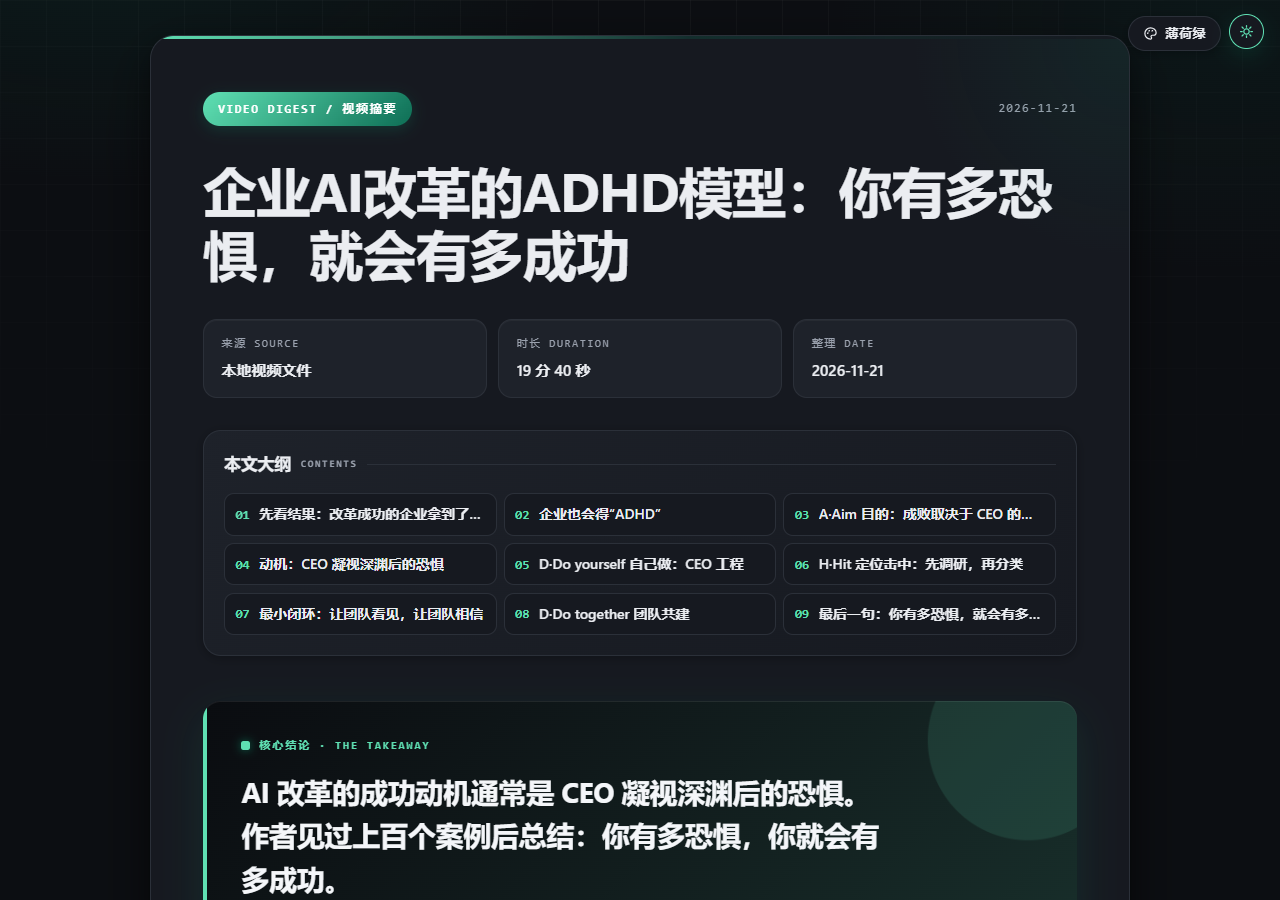 薄荷绿
VIDEO DIGEST / 视频摘要
2026-11-21
企业AI改革的ADHD模型：你有多恐
惧，就会有多成功
来源 SOURCE
本地视频文件
时长 DURATION
19 分 40 秒
整理 DATE
2026-11-21
本文大纲 CONTENTS
01 先看结果：改革成功的企业拿到了...
02 企业也会得“ADHD”
03 A·Aim 目的：成败取决于 CEO 的...
04 动机：CEO 凝视深渊后的恐惧
05 D·Do yourself 自己做：CEO 工程
06 H·Hit 定位击中：先调研，再分类
07 最小闭环：让团队看见，让团队相信
08 D·Do together 团队共建
09 最后一句：你有多恐惧，就会有多...
核心结论 · THE TAKEAWAY
AI 改革的成功动机通常是 CEO 凝视深渊后的恐惧。
作者见过上百个案例后总结：你有多恐惧，你就会有
多成功。